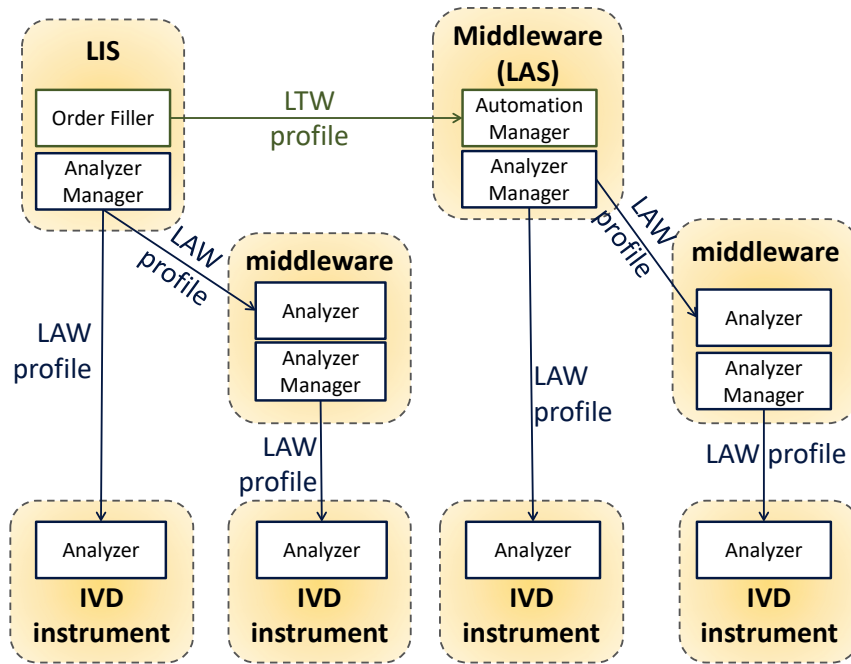 LIS
Order Filler
Analyzer
Manager
LTW
profile
Middleware
(LAS)
Automation
Manager
Analyzer
Manager
LAW
profile
LAW
profile
middleware
Analyzer
Analyzer
Manager
LAW
profile
LAW
profile
LAW
profile
middleware
Analyzer
Analyzer
Manager
LAW profile
Analyzer
IVD
instrument
Analyzer
IVD
instrument
Analyzer
IVD
instrument
Analyzer
IVD
instrument